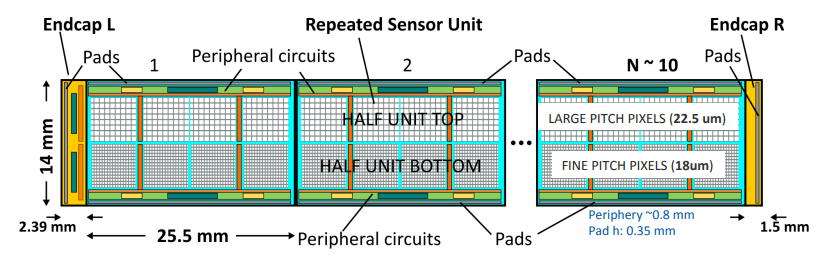 Endcap L
Repeated Sensor Unit
Endcap R
Pads
1
Peripheral circuits
2
Pads
N ~ 10
Pads
14 mm
HALF UNIT TOP
LARGE PITCH PIXELS (22.5 um)
HALF UNIT BOTTOM
...
FINE PITCH PIXELS (18um)
2.39 mm
25.5 mm
Peripheral circuits
Pads
Periphery ~0.8 mm
Pad h: 0.35 mm
1.5 mm